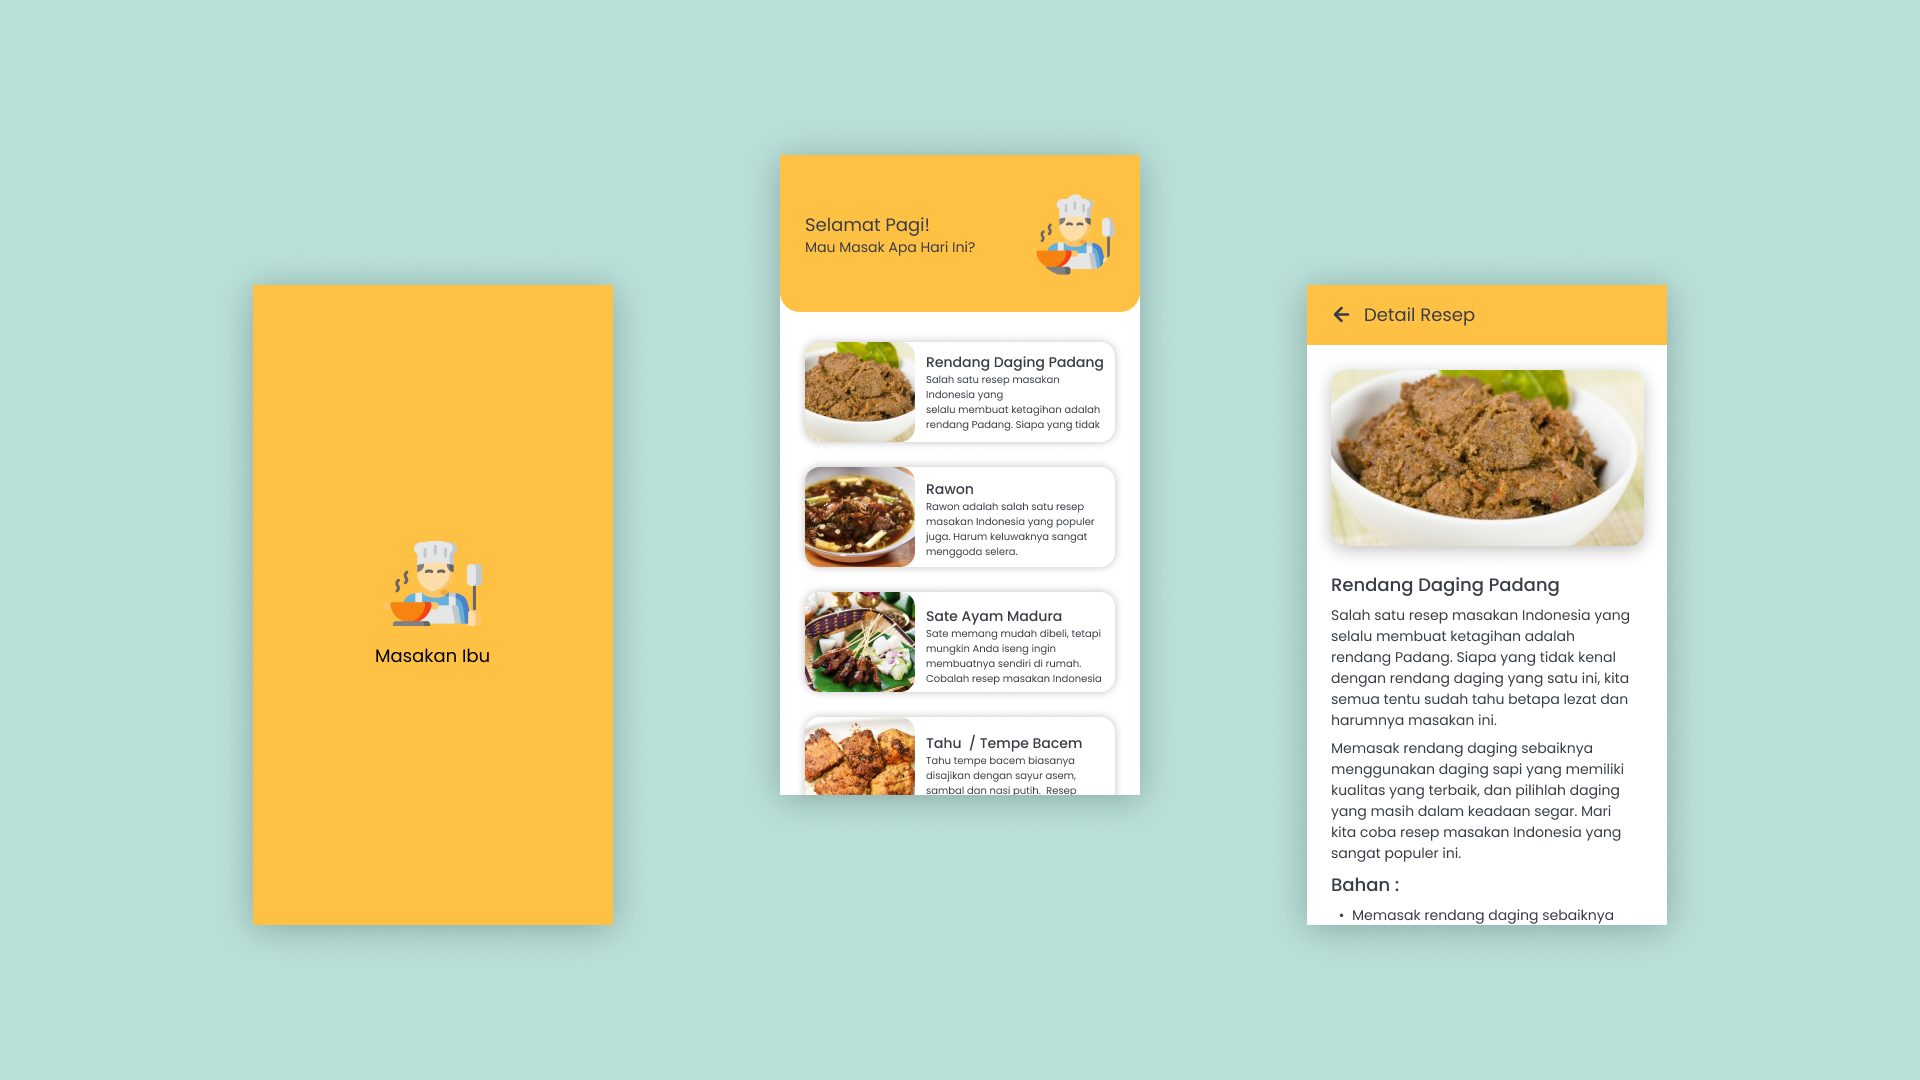 Masakan Ibu
Selamat Pagi!
Mau Masak Apa Hari Ini?
Rendang Daging Padang
Salah satu resep masakan
Indonesia yang
selalu membuat ketagihan adalah
rendang Padang. Siapa yang tidak
Rawon
Rawon adalah salah satu resep
masakan Indonesia yang populer
juga. Harum keluwaknya sangat
menggoda selera.
Sate Ayam Madura
Sate memang mudah dibeli, tetapi
mungkin Anda iseng ingin
membuatnya sendiri di rumah.
Cobalah resep masakan Indonesia
Tahu  / Tempe Bacem
Tahu tempe bacem biasanya
disajikan dengan sayur asem,
sambal dan nasi putih.  Resep
Detail Resep
Rendang Daging Padang
Salah satu resep masakan Indonesia yang
selalu membuat ketagihan adalah
rendang Padang. Siapa yang tidak kenal
dengan rendang daging yang satu ini, kita
semua tentu sudah tahu betapa lezat dan
harumnya masakan ini.
Memasak rendang daging sebaiknya
menggunakan daging sapi yang memiliki
kualitas yang terbaik, dan pilihlah daging
yang masih dalam keadaan segar. Mari
kita coba resep masakan Indonesia yang
sangat populer ini.
Bahan :
• Memasak rendang daging sebaiknya